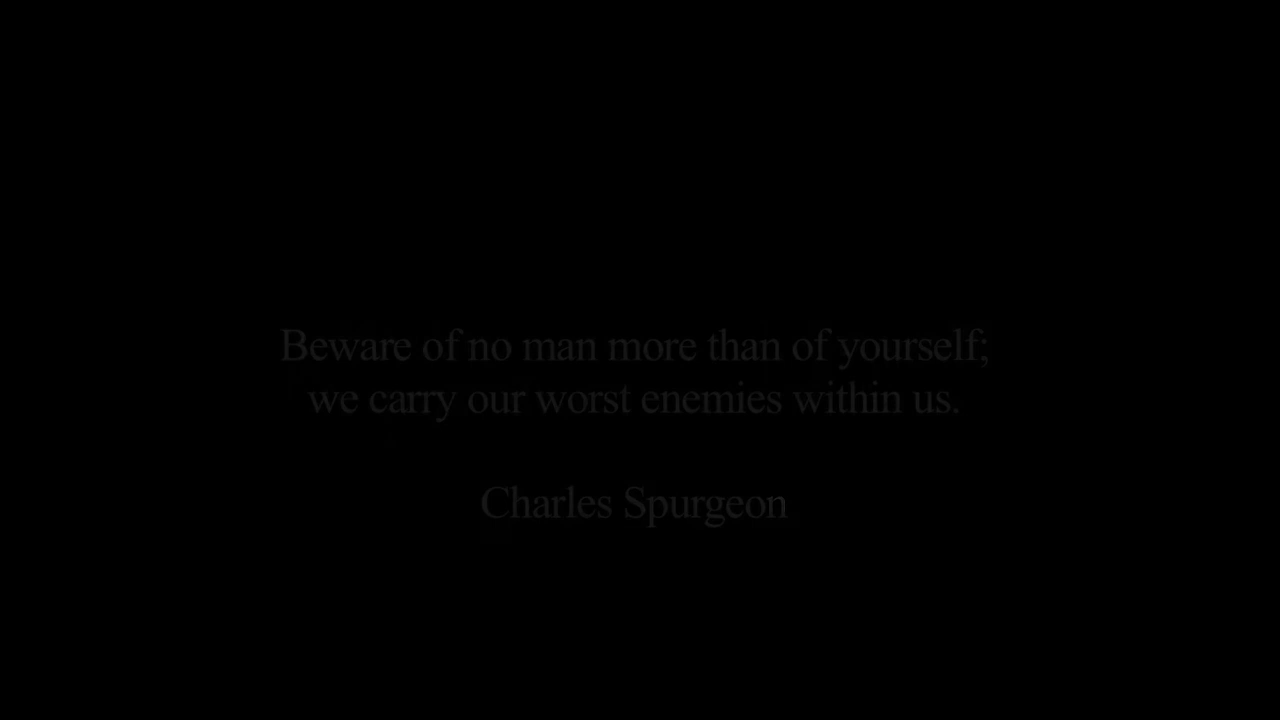 Beware of no man more than of yourself;
we carry our worst enemies within us.
Charles Spurgeon